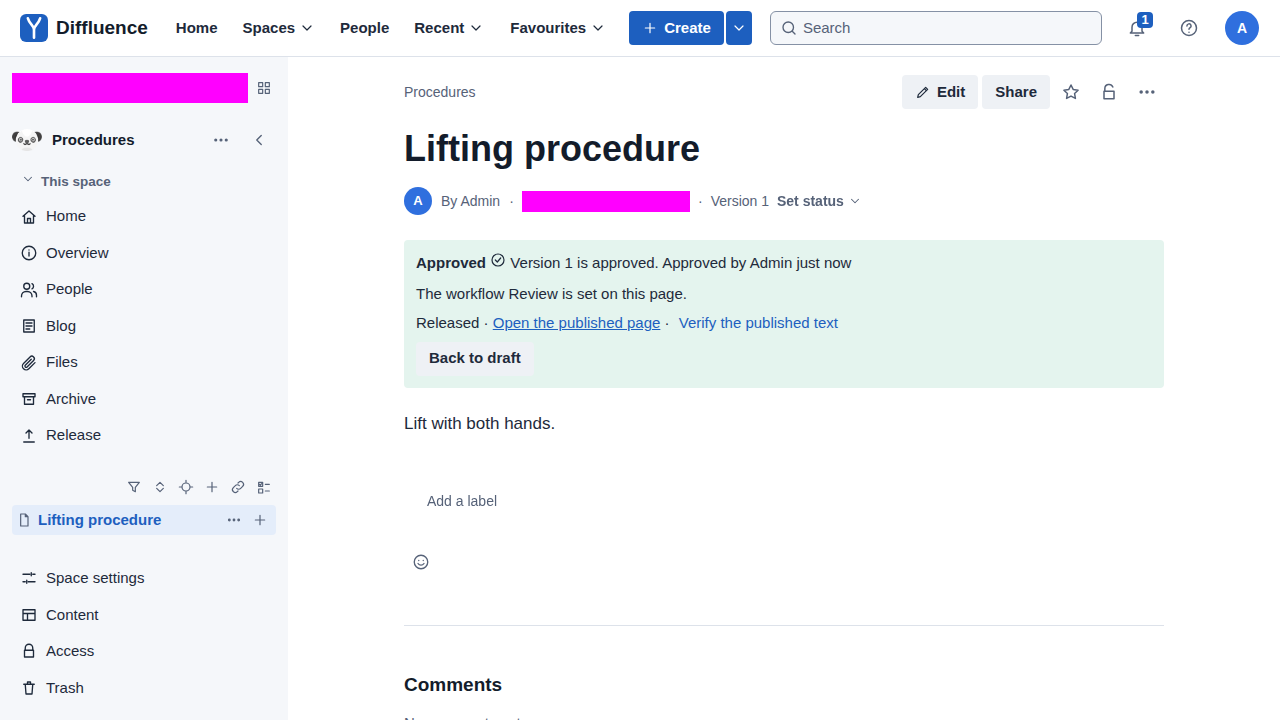 Diffluence
Home
Spaces
People
Recent
Favourites
Create
Search
1
A
Procedures
This space
Home
Overview
People
Blog
Files
Archive
Release
Lifting procedure
Space settings
Content
Access
Trash
Procedures
Edit
Share
Lifting procedure
A
By Admin ·
· Version 1 Set status
Approved Version 1 is approved. Approved by Admin just now
The workflow Review is set on this page.
Released · Open the published page · Verify the published text
Back to draft
Lift with both hands.
Add a label
Comments